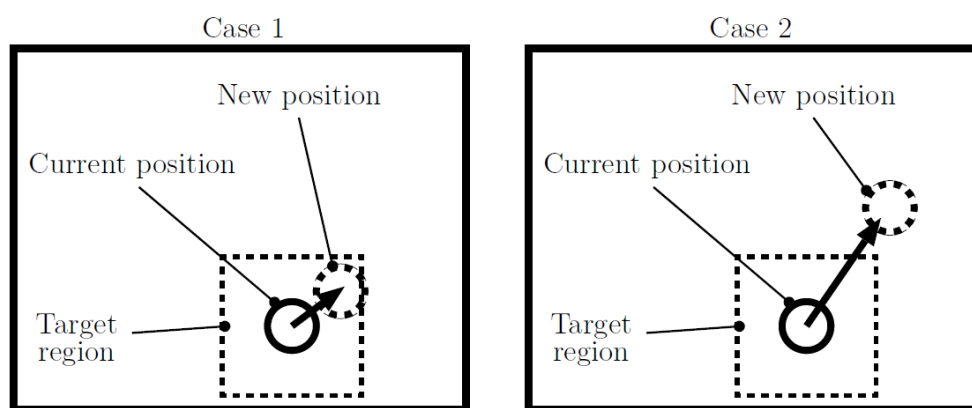 Case 1
New position
Current position
Target
region
Case 2
New position
Current position
Target
region